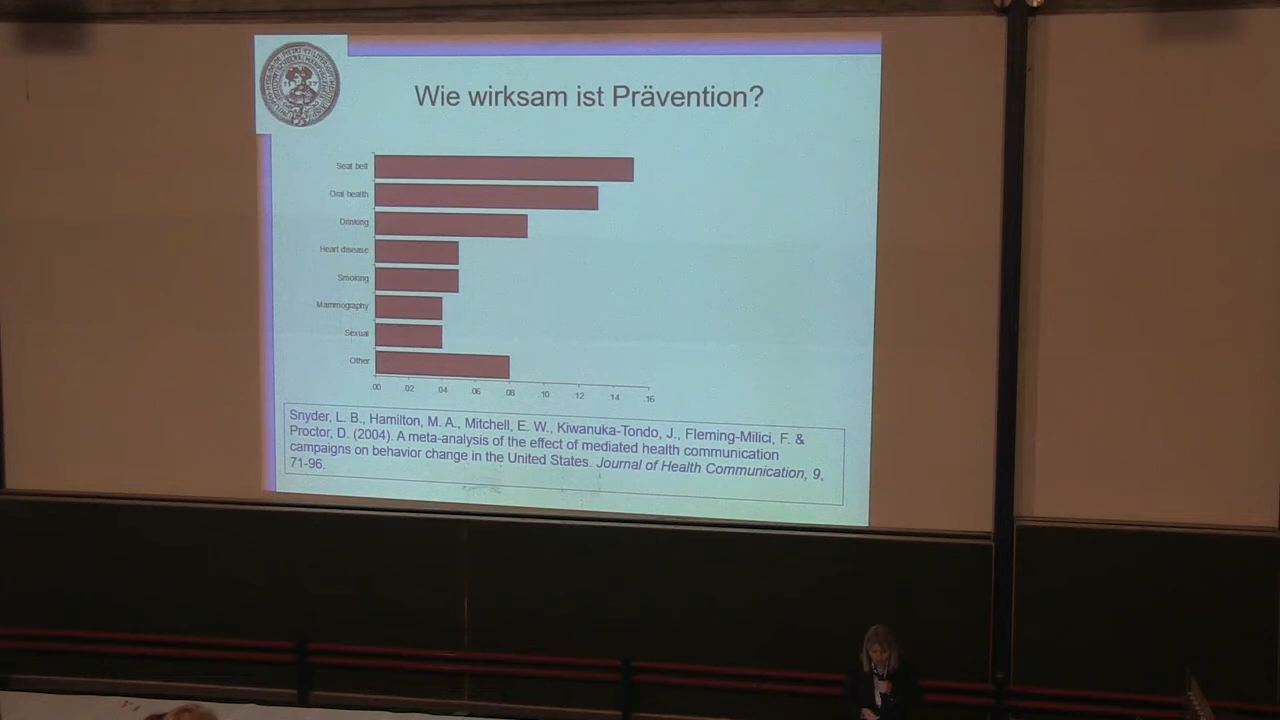 Wie wirksam ist Prävention?
Seat belt
Oral health
Drinking
Heart disease
Smoking
Mammography
Sexual
Other
.00 .02 .04 .06 .08 .10 .12 .14 .16
Snyder, L. B., Hamilton, M. A., Mitchell, E. W., Kiwanuka-Tondo, J., Fleming-Milici, F. &
Proctor, D. (2004). A meta-analysis of the effect of mediated health communication
campaigns on behavior change in the United States. Journal of Health Communication, 9,
71-96.